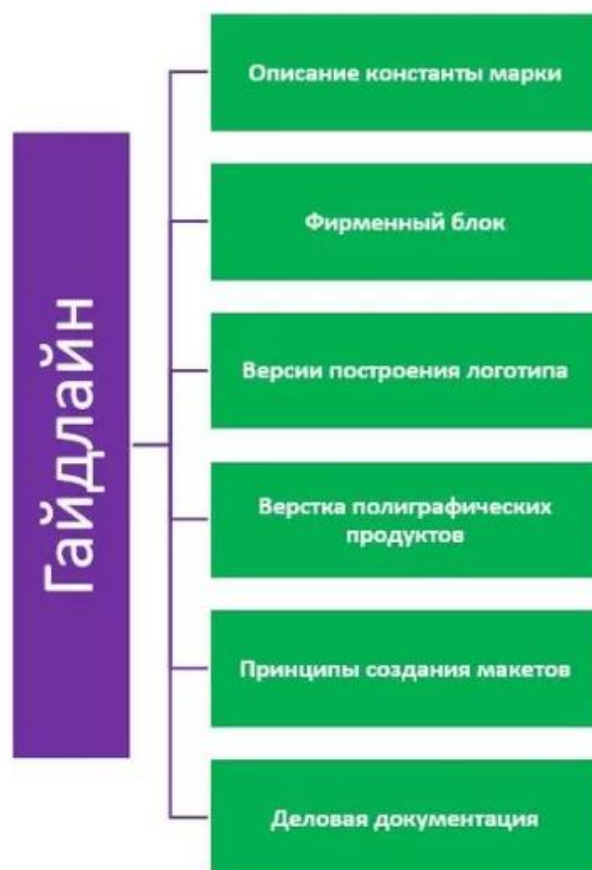 Гайдлайн
Описание константы марки
Фирменный блок
Версии построения логотипа
Верстка полиграфических
продуктов
Принципы создания макетов
Деловая документация